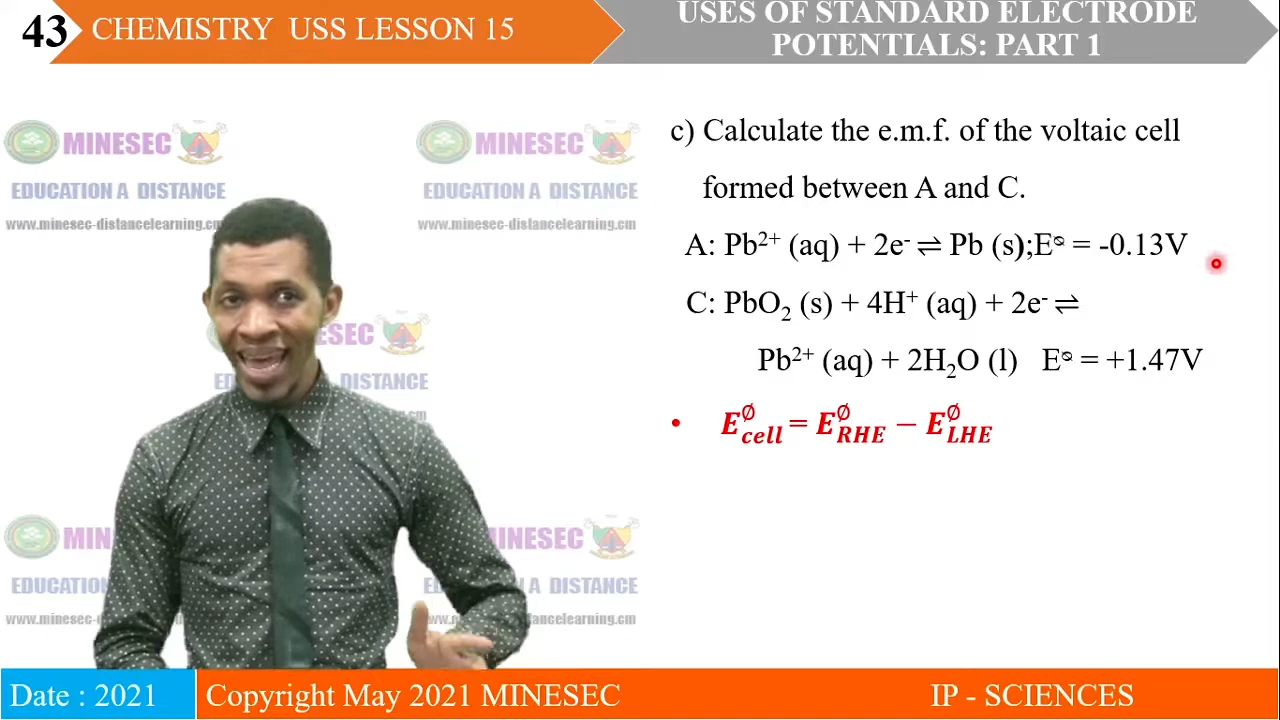 43 CHEMISTRY USS LESSON 15
USES OF STANDARD ELECTRODE
POTENTIALS: PART 1
MINESEC
EDUCATION A DISTANCE
www.minesec-distancelearning.cm
MINESEC
EDUCATION A DISTANCE
www.minesec-distancelearning.cm
c) Calculate the e.m.f. of the voltaic cell
formed between A and C.
A: Pb²⁺ (aq) + 2e⁻ ⇌ Pb (s);E⦵ = -0.13V
C: PbO₂ (s) + 4H⁺ (aq) + 2e⁻ ⇌
Pb²⁺ (aq) + 2H₂O (l) E⦵ = +1.47V
• E^∅_cell = E^∅_RHE − E^∅_LHE
Date : 2021
Copyright May 2021 MINESEC
IP - SCIENCES